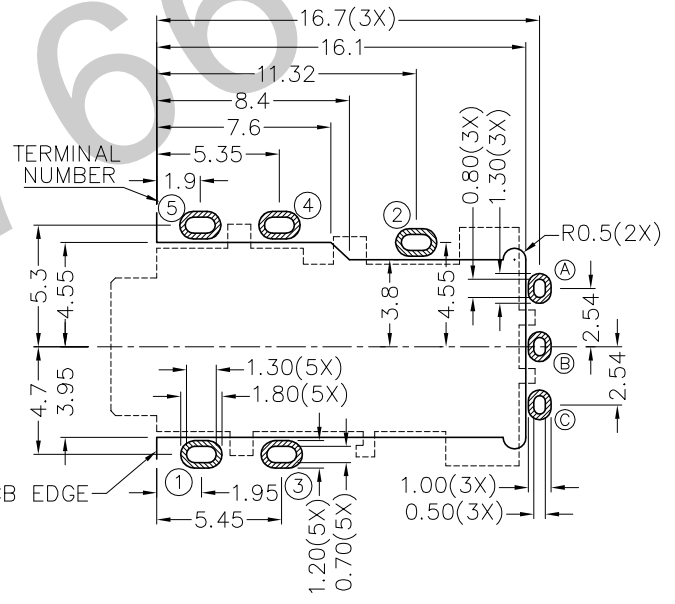 66
16.7(3X)
16.1
11.32
8.4
7.6
5.35
1.9
TERMINAL
NUMBER
0.80(3X)
1.30(3X)
5
4
2
R0.5(2X)
A
5.3
4.55
3.8
4.55
2.54
B
1.30(5X)
1.80(5X)
2.54
4.7
3.95
C
B EDGE
1
1.95
3
5.45
1.20(5X)
0.70(5X)
1.00(3X)
0.50(3X)